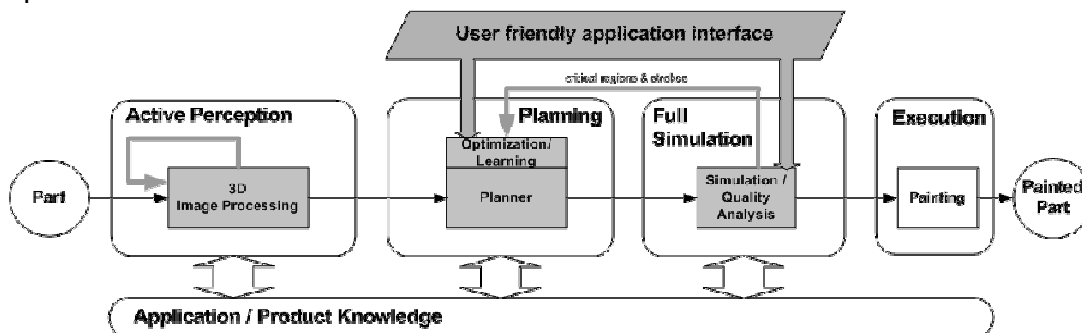 User friendly application interface
critical regions & strokes
Active Perception
Planning
Full
Simulation
Execution
Optimization/
Learning
Part
3D
Image Processing
Planner
Simulation /
Quality
Analysis
Painting
Painted
Part
Application / Product Knowledge